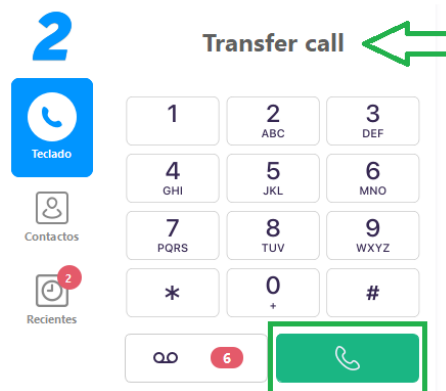 2
Transfer call
Teclado
1
2
ABC
3
DEF
4
GHI
5
JKL
6
MNO
Contactos
7
PQRS
8
TUV
9
WXYZ
2
Recientes
*
0
+
#
6